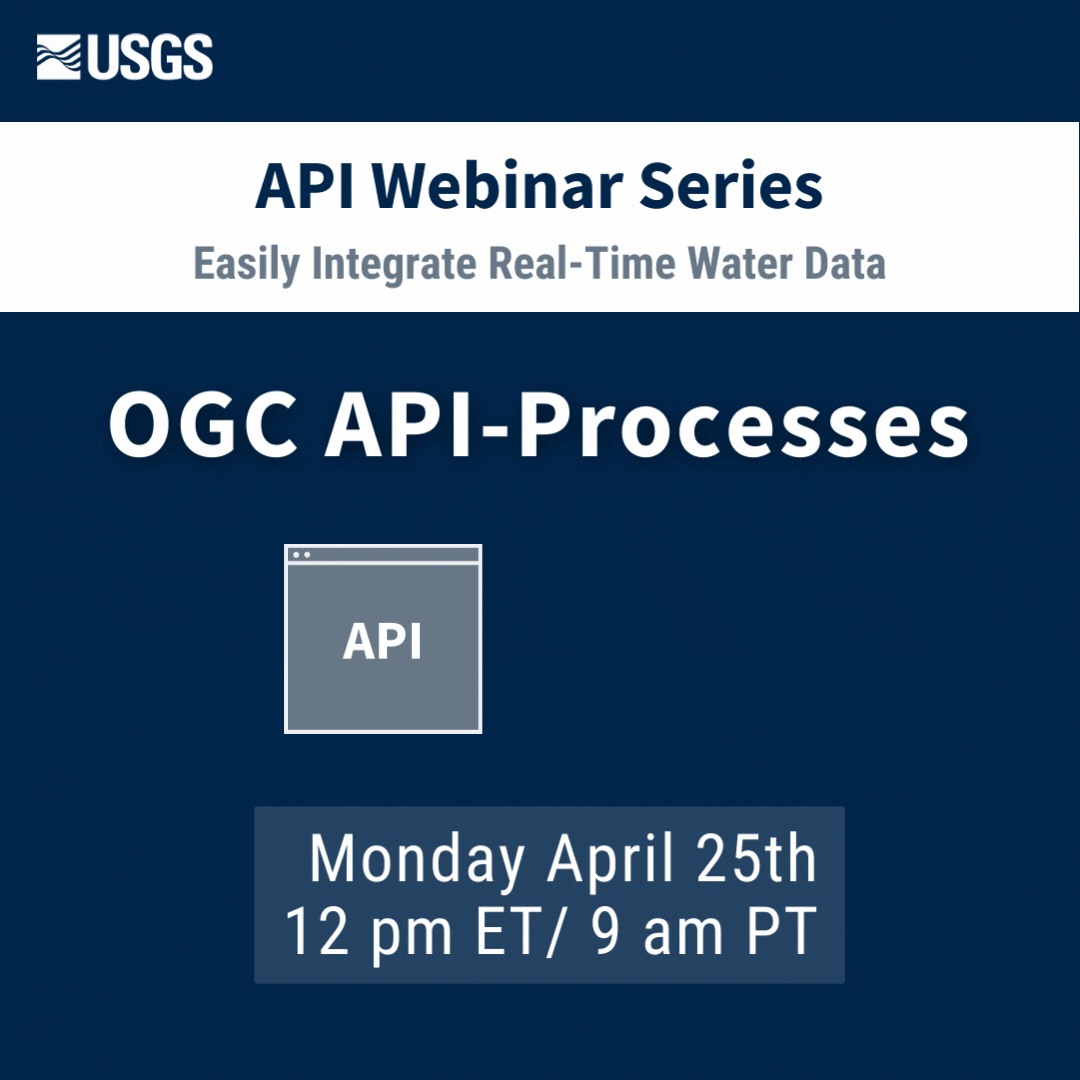 USGS
API Webinar Series
Easily Integrate Real-Time Water Data
OGC API-Processes
API
Monday April 25th
12 pm ET/ 9 am PT